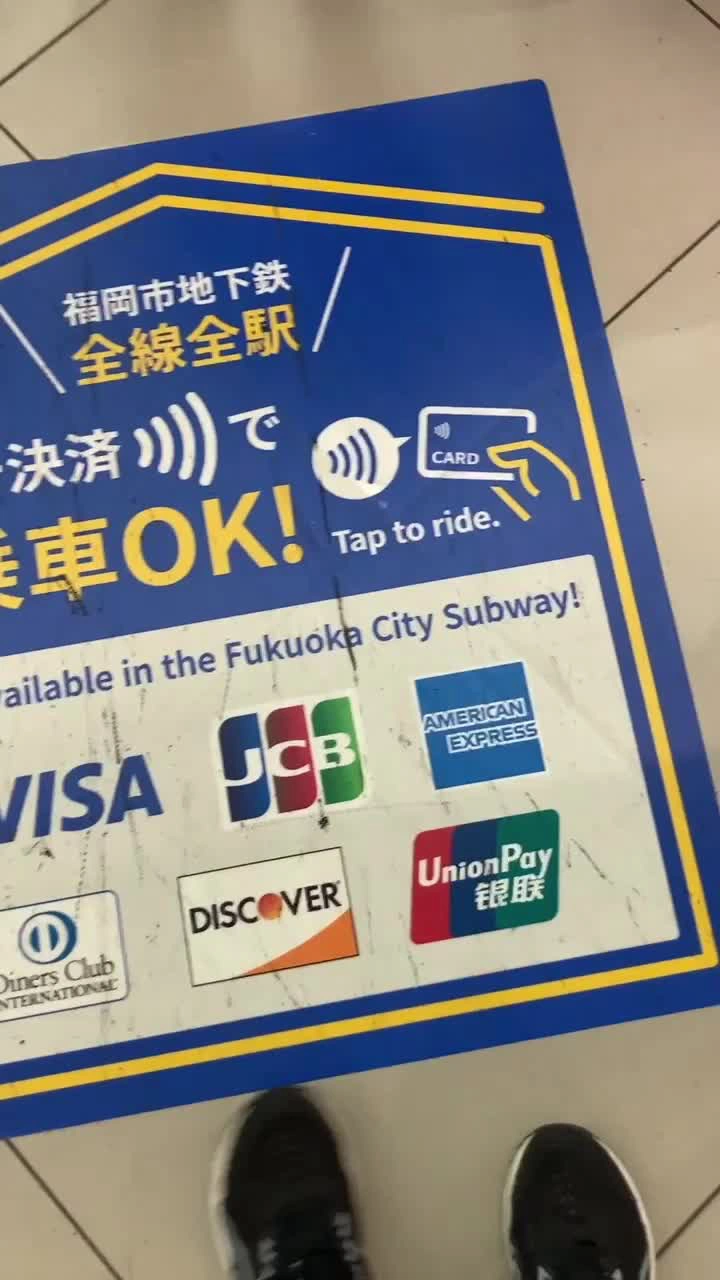 福岡市地下鉄
全線全駅
決済 で
CARD
車OK!
Tap to ride.
in the Fukuoka City Subway!
VISA
JCB
AMERICAN
EXPRESS
DISCOVER
UnionPay
银联
Diners Club
INTERNATIONAL